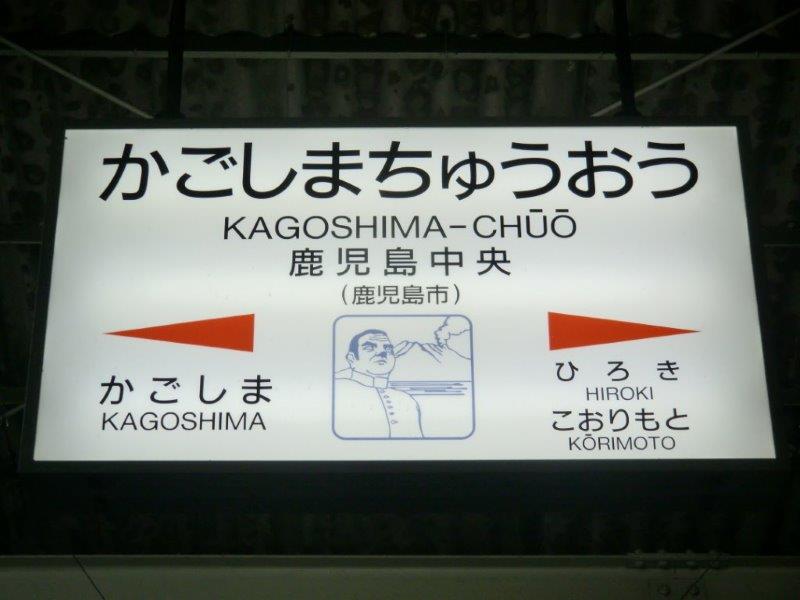 かごしまちゅうおう
KAGOSHIMA-CHŪŌ
鹿児島中央
(鹿児島市)
かごしま
KAGOSHIMA
ひろき
HIROKI
こおりもと
KŌRIMOTO